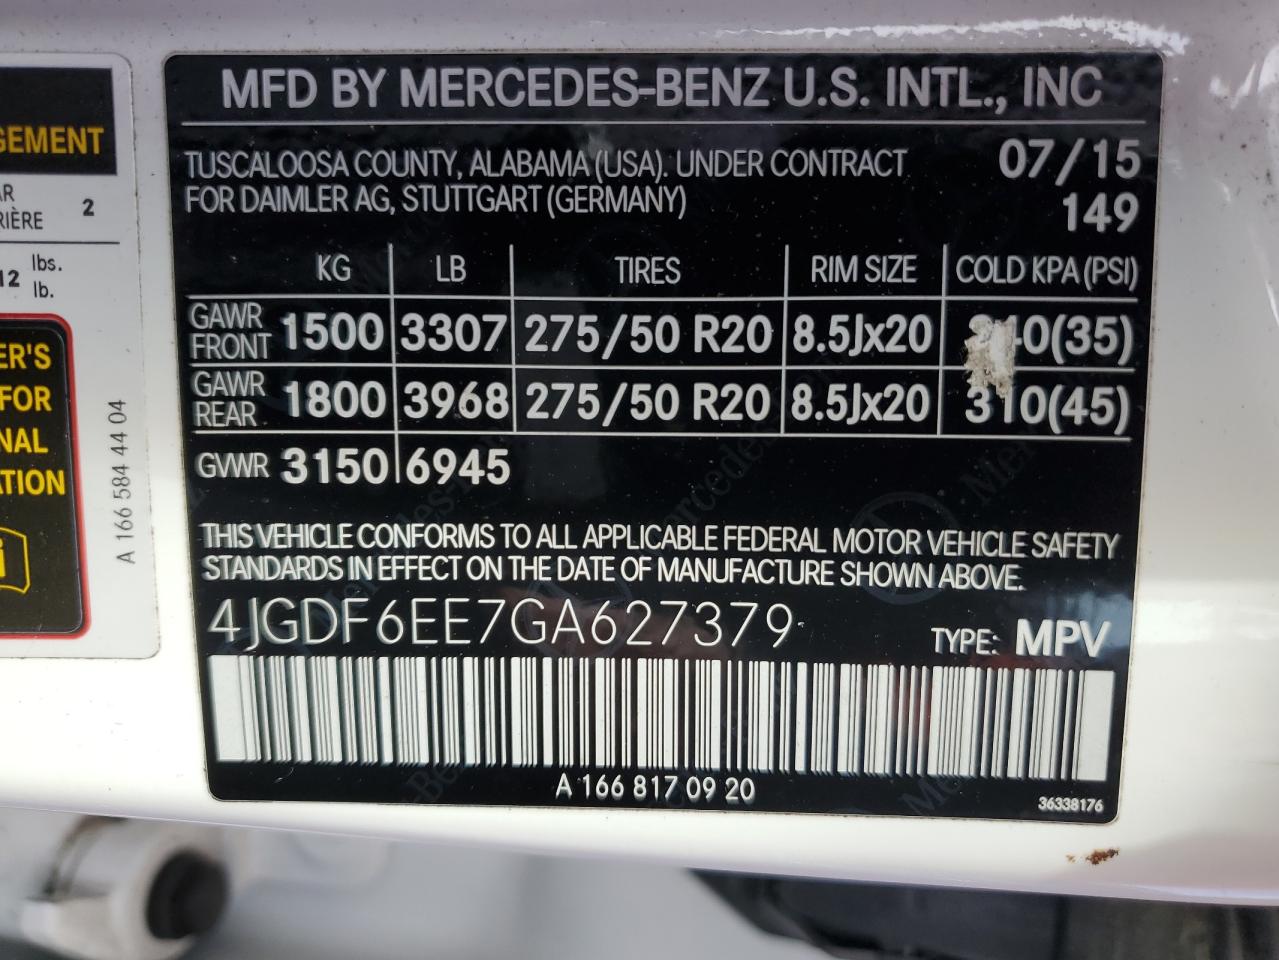 GEMENT
AR
RIÈRE 2
12 lbs.
lb.
ER'S
FOR
NAL
ATION
A 166 584 44 04
MFD BY MERCEDES-BENZ U.S. INTL., INC
TUSCALOOSA COUNTY, ALABAMA (USA). UNDER CONTRACT 07/15
FOR DAIMLER AG, STUTTGART (GERMANY) 149
KG LB TIRES RIM SIZE COLD KPA (PSI)
GAWR FRONT 1500 3307 275/50 R20 8.5Jx20 240(35)
GAWR REAR 1800 3968 275/50 R20 8.5Jx20 310(45)
GVWR 3150 6945
THIS VEHICLE CONFORMS TO ALL APPLICABLE FEDERAL MOTOR VEHICLE SAFETY
STANDARDS IN EFFECT ON THE DATE OF MANUFACTURE SHOWN ABOVE.
4JGDF6EE7GA627379 TYPE: MPV
A 166 817 09 20
36338176